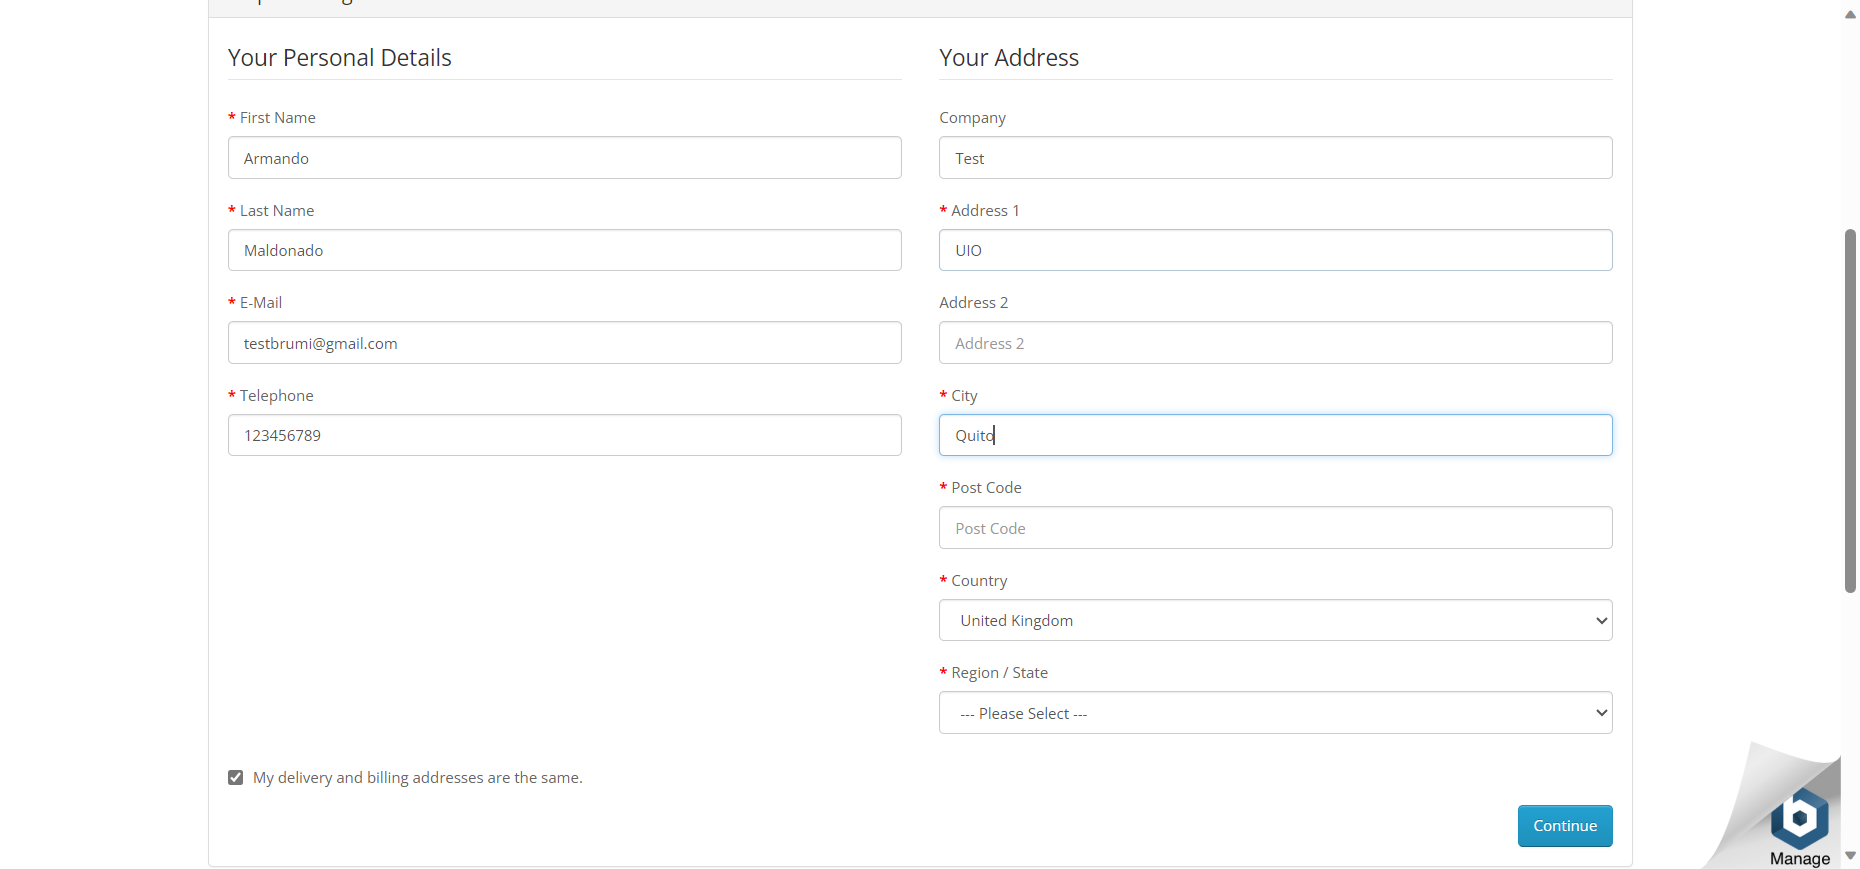 Your Personal Details
* First Name
Armando
* Last Name
Maldonado
* E-Mail
testbrumi@gmail.com
* Telephone
123456789
Your Address
Company
Test
* Address 1
UIO
Address 2
Address 2
* City
Quito
* Post Code
Post Code
* Country
United Kingdom
* Region / State
--- Please Select ---
My delivery and billing addresses are the same.
Continue
b
Manage